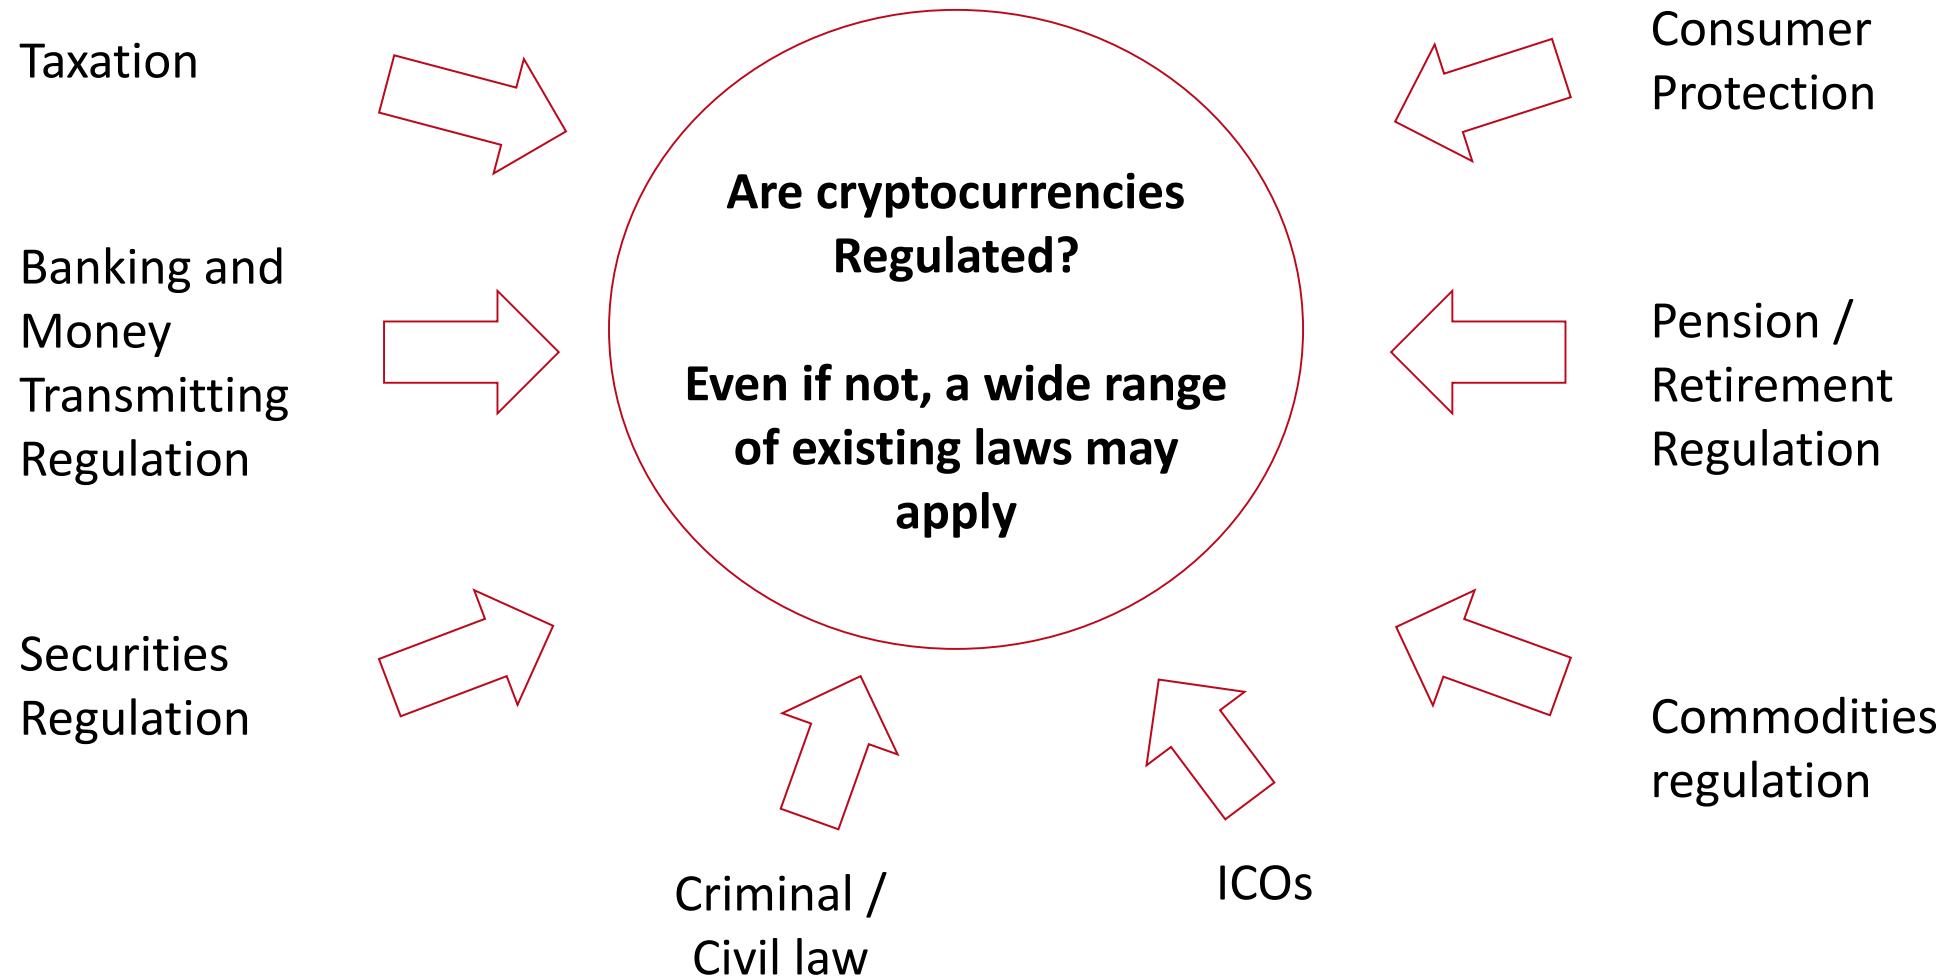 Taxation
Banking and
Money
Transmitting
Regulation
Securities
Regulation
Are cryptocurrencies
Regulated?
Even if not, a wide range
of existing laws may
apply
Criminal /
Civil law
ICOs
Consumer
Protection
Pension /
Retirement
Regulation
Commodities
regulation